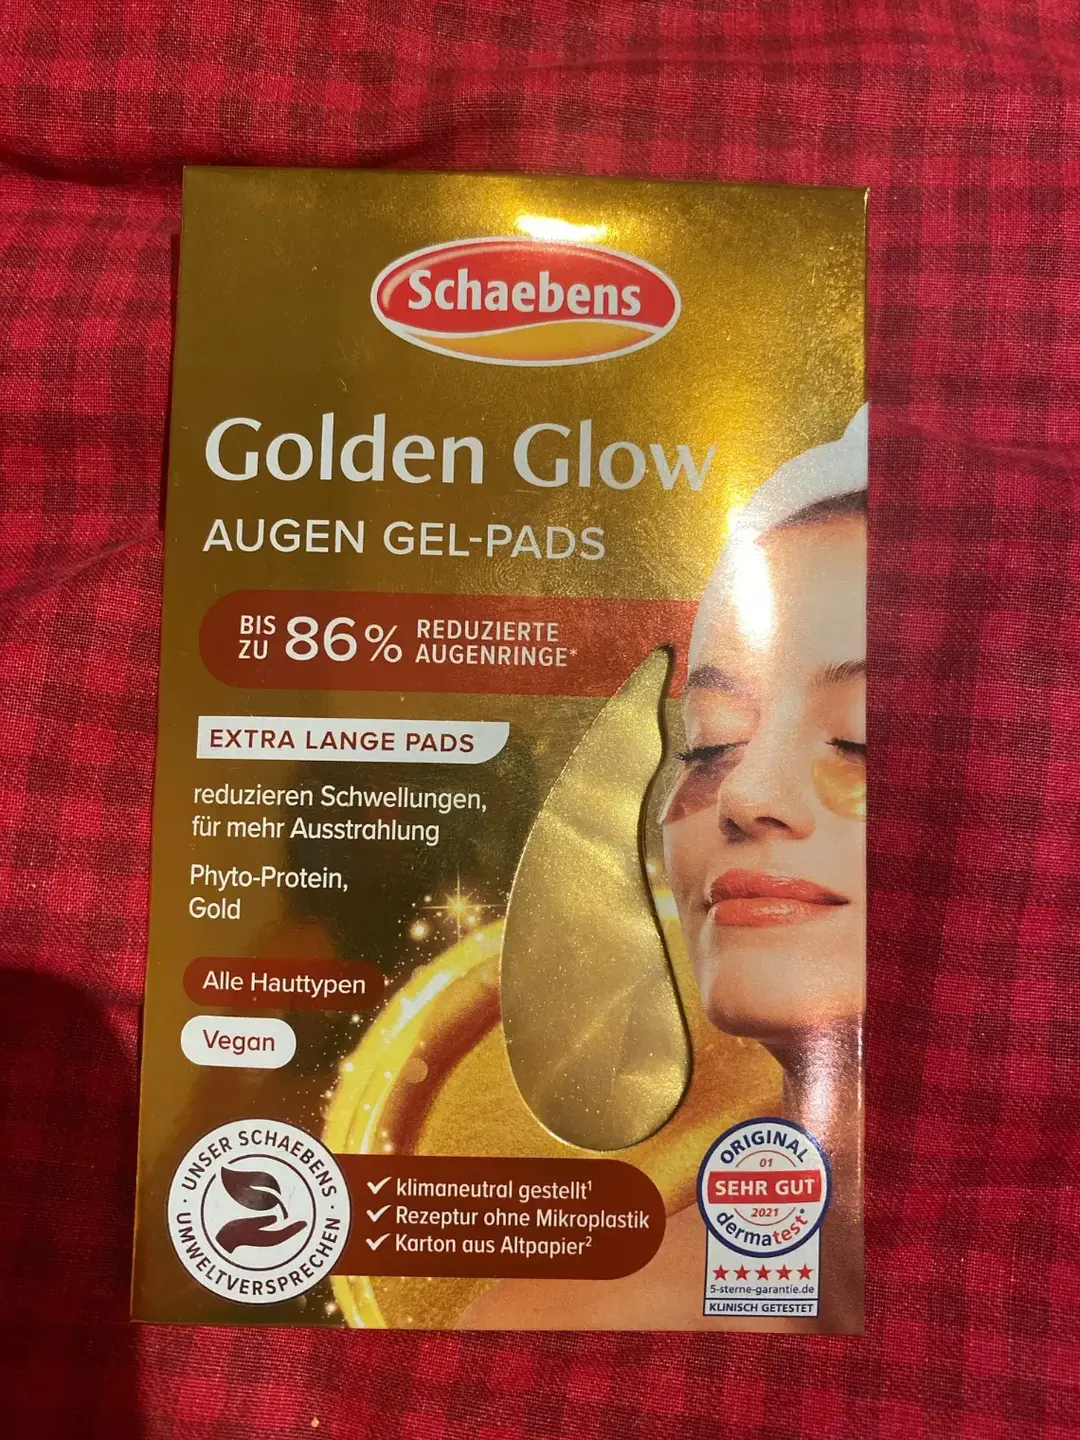 Schaebens
Golden Glow
AUGEN GEL-PADS
BIS ZU 86% REDUZIERTE
AUGENRINGE*
EXTRA LANGE PADS
reduzieren Schwellungen,
für mehr Ausstrahlung
Phyto-Protein,
Gold
Alle Hauttypen
Vegan
· UNSER SCHAEBENS ·
UMWELTVERSPRECHEN
klimaneutral gestellt¹
Rezeptur ohne Mikroplastik
Karton aus Altpapier²
ORIGINAL
01
SEHR GUT
2021
dermatest®
5-sterne-garantie.de
KLINISCH GETESTET